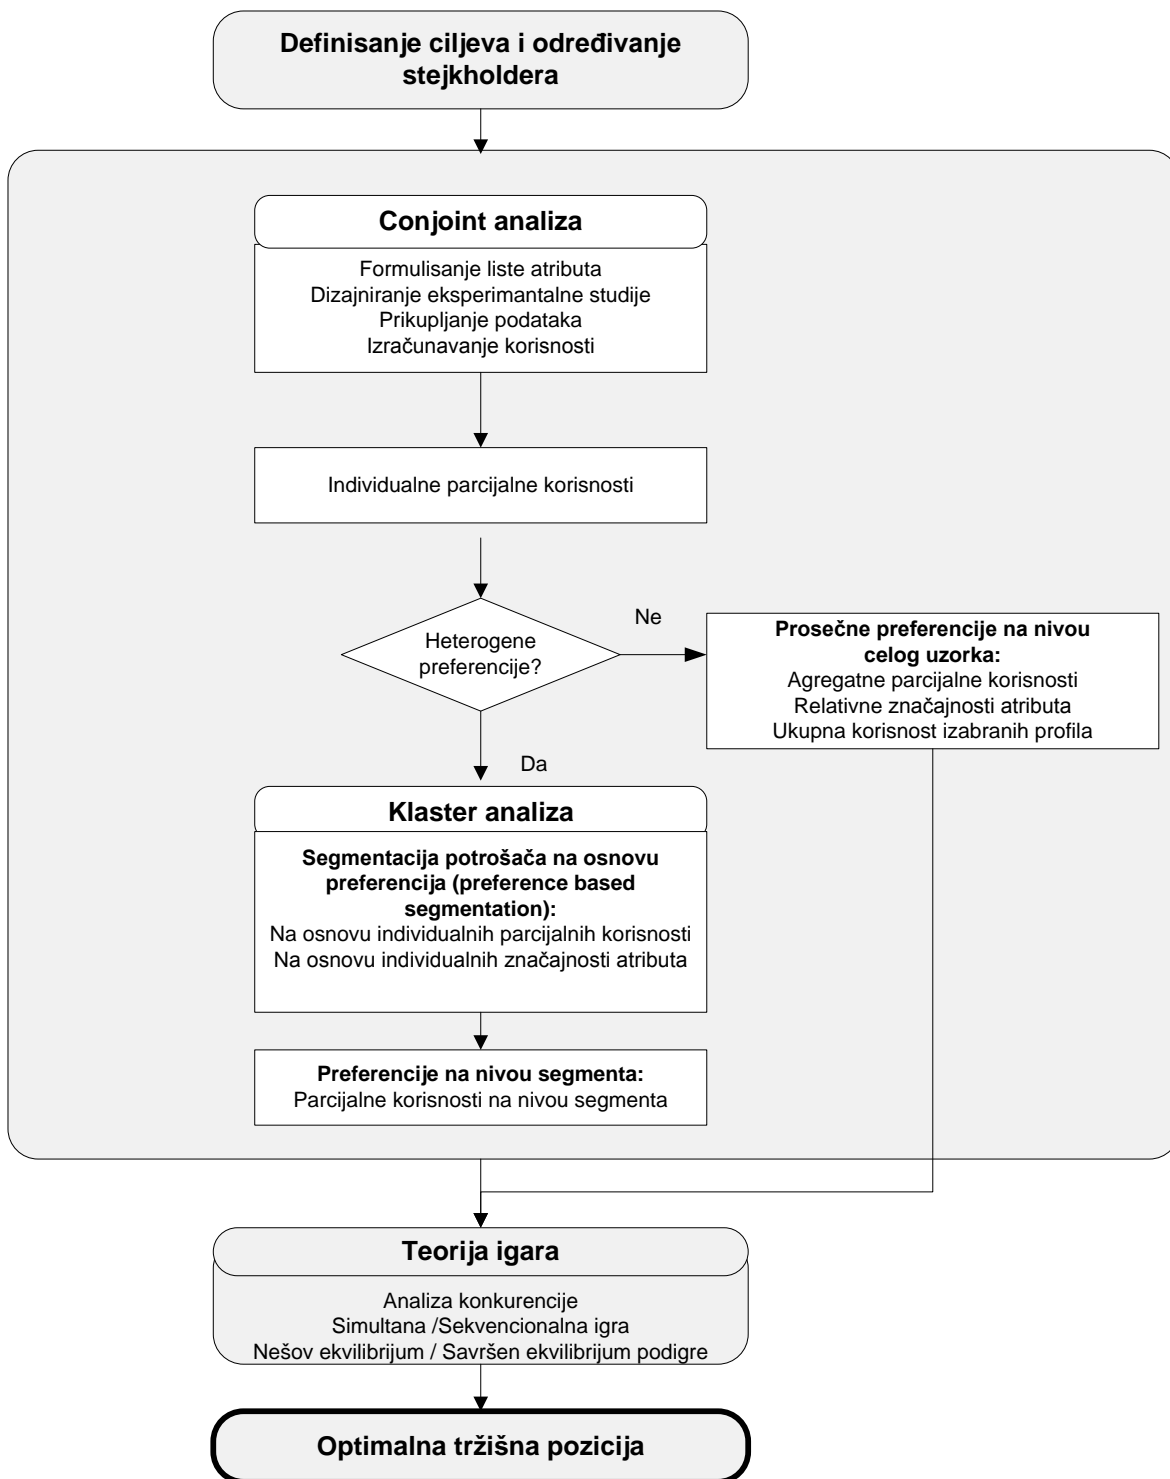 Definisanje ciljeva i određivanje
stejkholdera
Conjoint analiza
Formulisanje liste atributa
Dizajniranje eksperimantalne studije
Prikupljanje podataka
Izračunavanje korisnosti
Individualne parcijalne korisnosti
Heterogene
preferencije?
Ne
Prosečne preferencije na nivou
celog uzorka:
Agregatne parcijalne korisnosti
Relativne značajnosti atributa
Ukupna korisnost izabranih profila
Da
Klaster analiza
Segmentacija potrošača na osnovu
preferencija (preference based
segmentation):
Na osnovu individualnih parcijalnih korisnosti
Na osnovu individualnih značajnosti atributa
Preferencije na nivou segmenta:
Parcijalne korisnosti na nivou segmenta
Teorija igara
Analiza konkurencije
Simultana /Sekvencionalna igra
Nešov ekvilibrijum / Savršen ekvilibrijum podigre
Optimalna tržišna pozicija